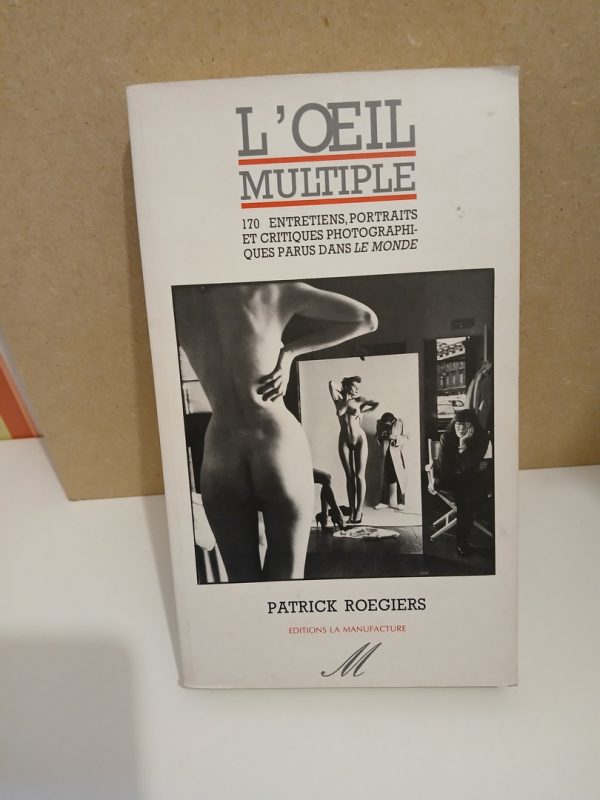 L'ŒIL
MULTIPLE
170 ENTRETIENS, PORTRAITS
ET CRITIQUES PHOTOGRAPHI-
QUES PARUS DANS LE MONDE
PATRICK ROEGIERS
EDITIONS LA MANUFACTURE
M